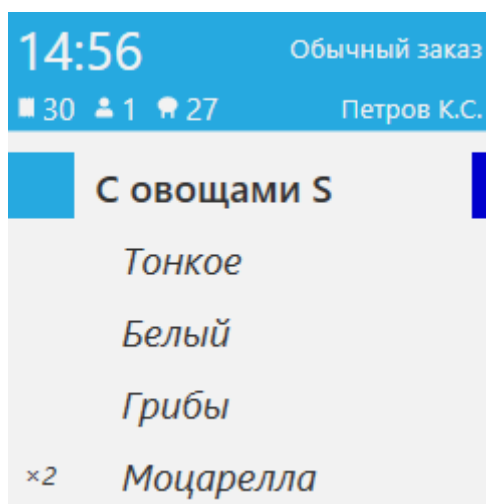 14:56 Обычный заказ
30 1 27 Петров К.С.
С овощами S
Тонкое
Белый
Грибы
×2 Моцарелла